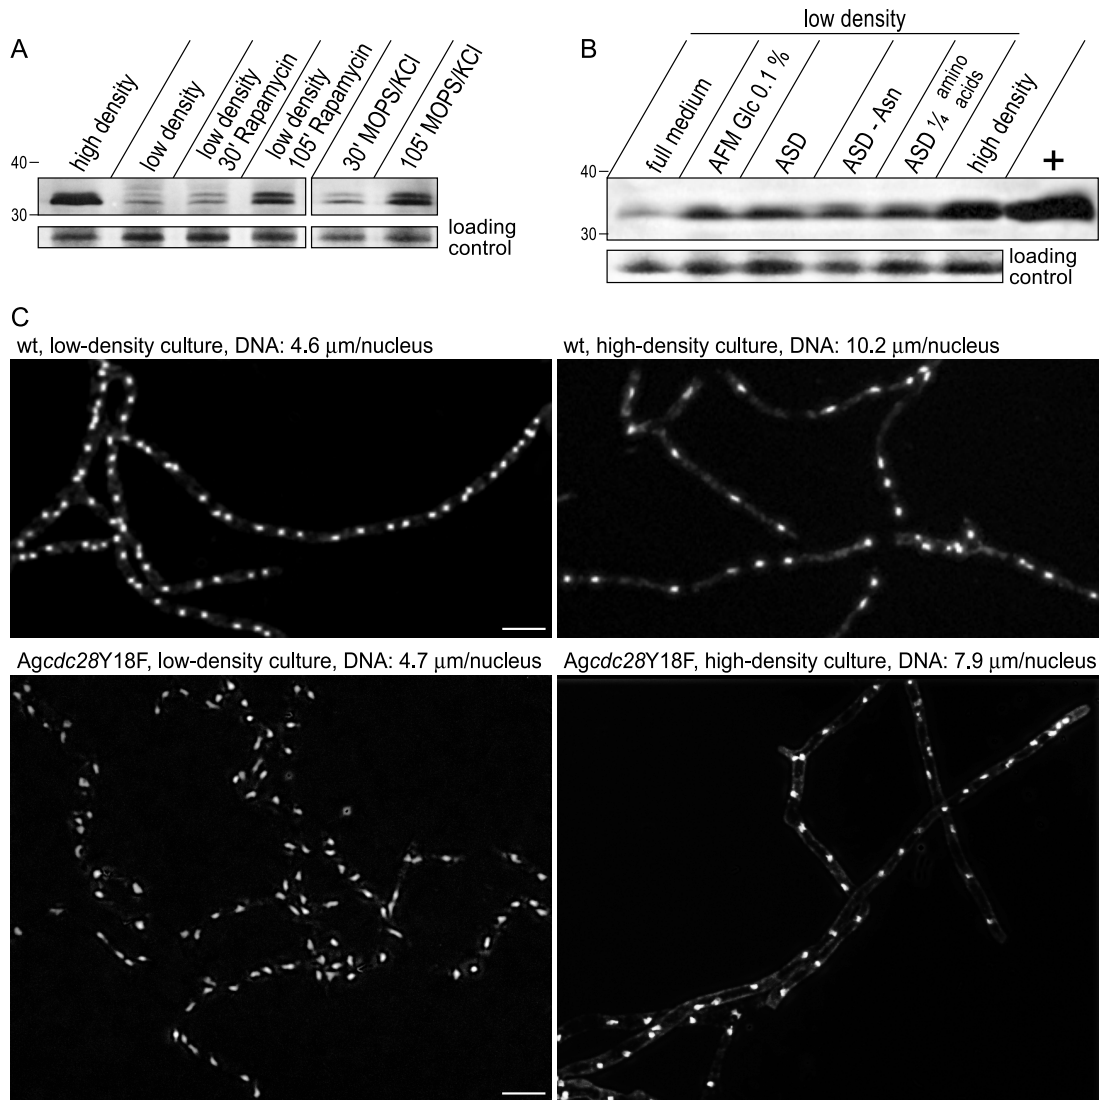 A
high density
low density
low density
30' Rapamycin
low density
105' Rapamycin
30' MOPS/KCl
105' MOPS/KCl
40
30
loading
control
B
low density
full medium
AFM Glc 0.1 %
ASD
ASD - Asn
ASD ¼ amino
acids
high density
+
40
30
loading
control
C
wt, low-density culture, DNA: 4.6 μm/nucleus
wt, high-density culture, DNA: 10.2 μm/nucleus
Agcdc28Y18F, low-density culture, DNA: 4.7 μm/nucleus
Agcdc28Y18F, high-density culture, DNA: 7.9 μm/nucleus